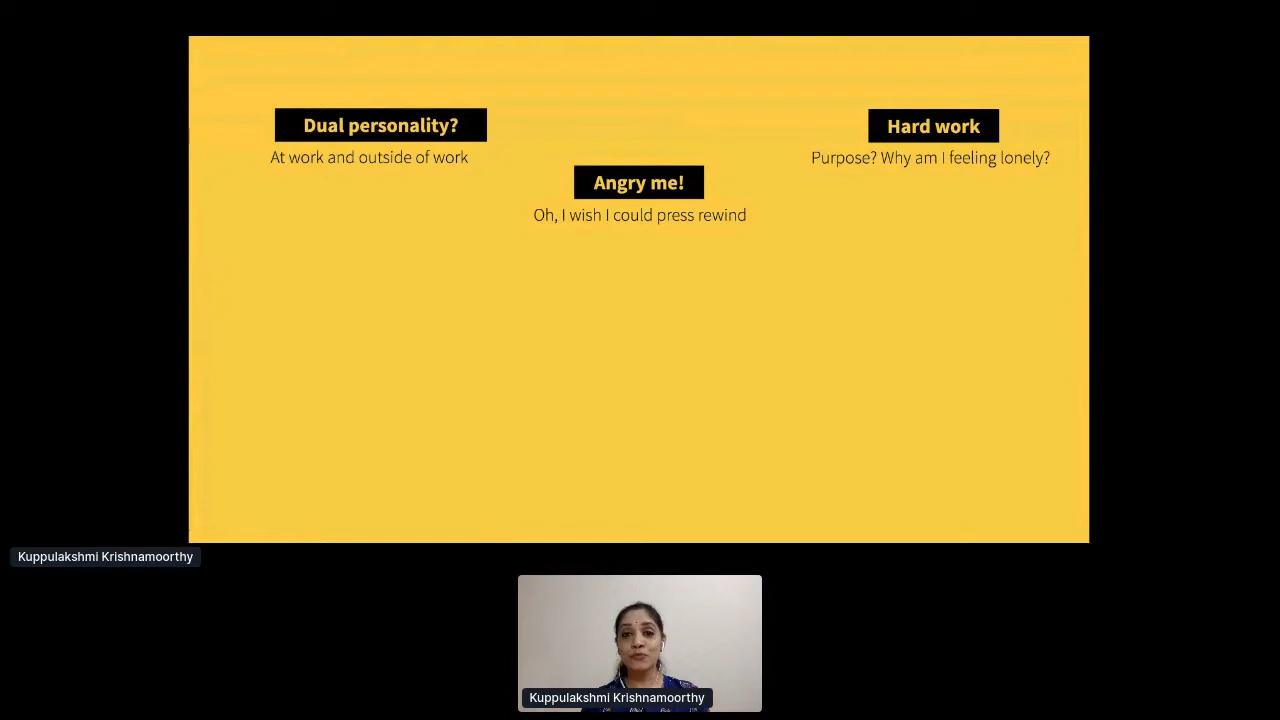 Dual personality?
At work and outside of work
Angry me!
Oh, I wish I could press rewind
Hard work
Purpose? Why am I feeling lonely?
Kuppulakshmi Krishnamoorthy
Kuppulakshmi Krishnamoorthy